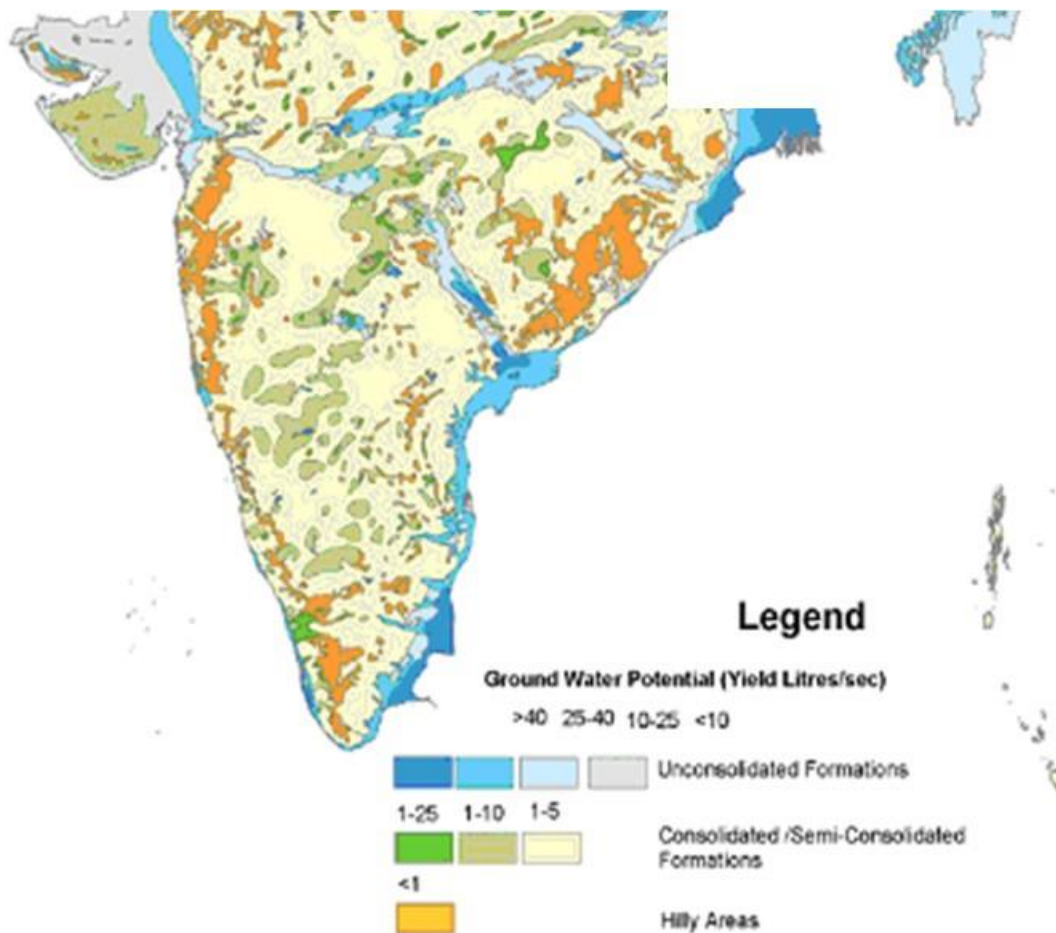 Legend
Ground Water Potential (Yield Litres/sec)
>40 25-40 10-25 <10
Unconsolidated Formations
1-25 1-10 1-5
Consolidated /Semi-Consolidated
Formations
<1
Hilly Areas